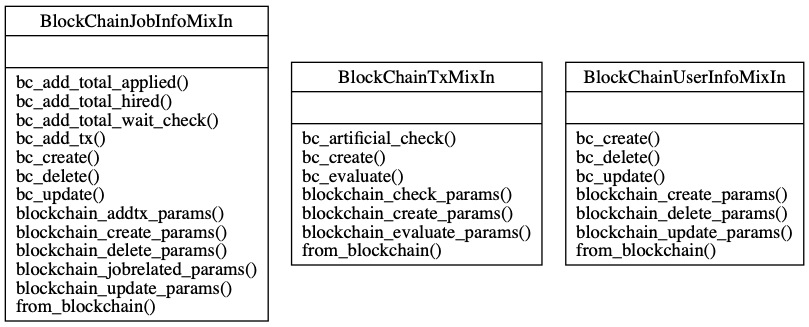 BlockChainJobInfoMixIn
bc_add_total_applied()
bc_add_total_hired()
bc_add_total_wait_check()
bc_add_tx()
bc_create()
bc_delete()
bc_update()
blockchain_addtx_params()
blockchain_create_params()
blockchain_delete_params()
blockchain_jobrelated_params()
blockchain_update_params()
from_blockchain()
BlockChainTxMixIn
bc_artificial_check()
bc_create()
bc_evaluate()
blockchain_check_params()
blockchain_create_params()
blockchain_evaluate_params()
from_blockchain()
BlockChainUserInfoMixIn
bc_create()
bc_delete()
bc_update()
blockchain_create_params()
blockchain_delete_params()
blockchain_update_params()
from_blockchain()